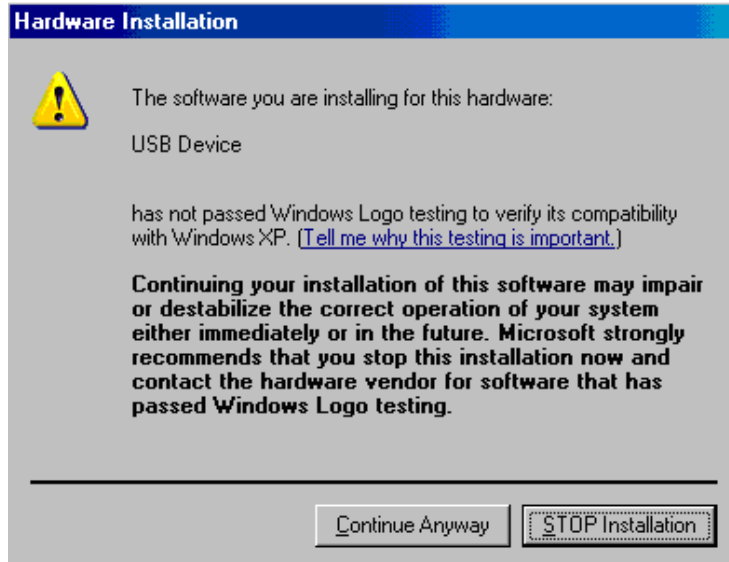 Hardware Installation
The software you are installing for this hardware:
USB Device
has not passed Windows Logo testing to verify its compatibility
with Windows XP. (Tell me why this testing is important.)
Continuing your installation of this software may impair
or destabilize the correct operation of your system
either immediately or in the future. Microsoft strongly
recommends that you stop this installation now and
contact the hardware vendor for software that has
passed Windows Logo testing.
Continue Anyway
STOP Installation